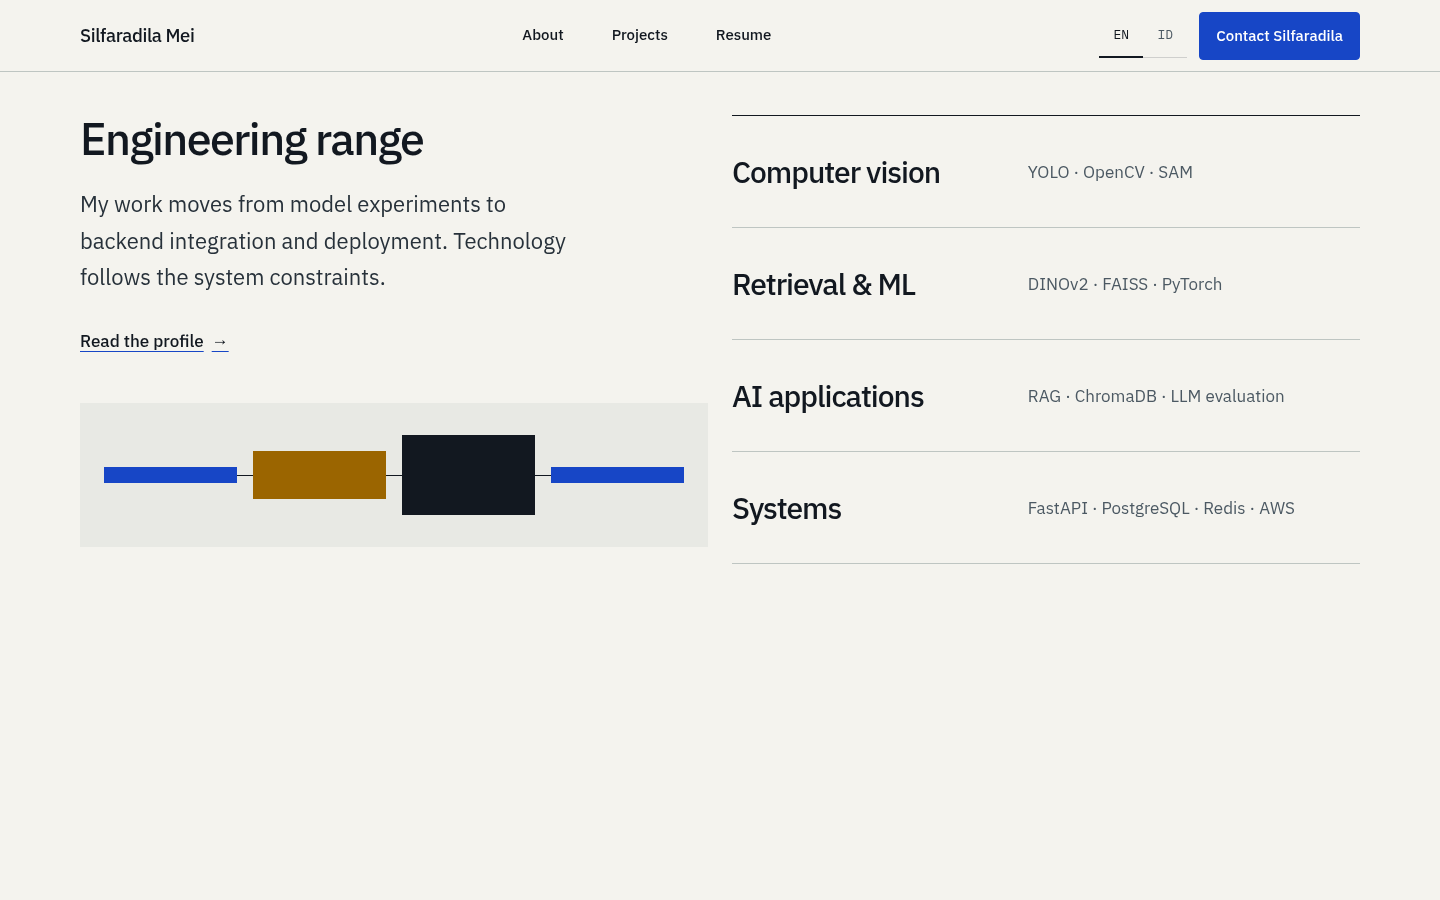 Silfaradila Mei
About
Projects
Resume
EN
ID
Contact Silfaradila
Engineering range
My work moves from model experiments to
backend integration and deployment. Technology
follows the system constraints.
Read the profile →
Computer vision
YOLO · OpenCV · SAM
Retrieval & ML
DINOv2 · FAISS · PyTorch
AI applications
RAG · ChromaDB · LLM evaluation
Systems
FastAPI · PostgreSQL · Redis · AWS